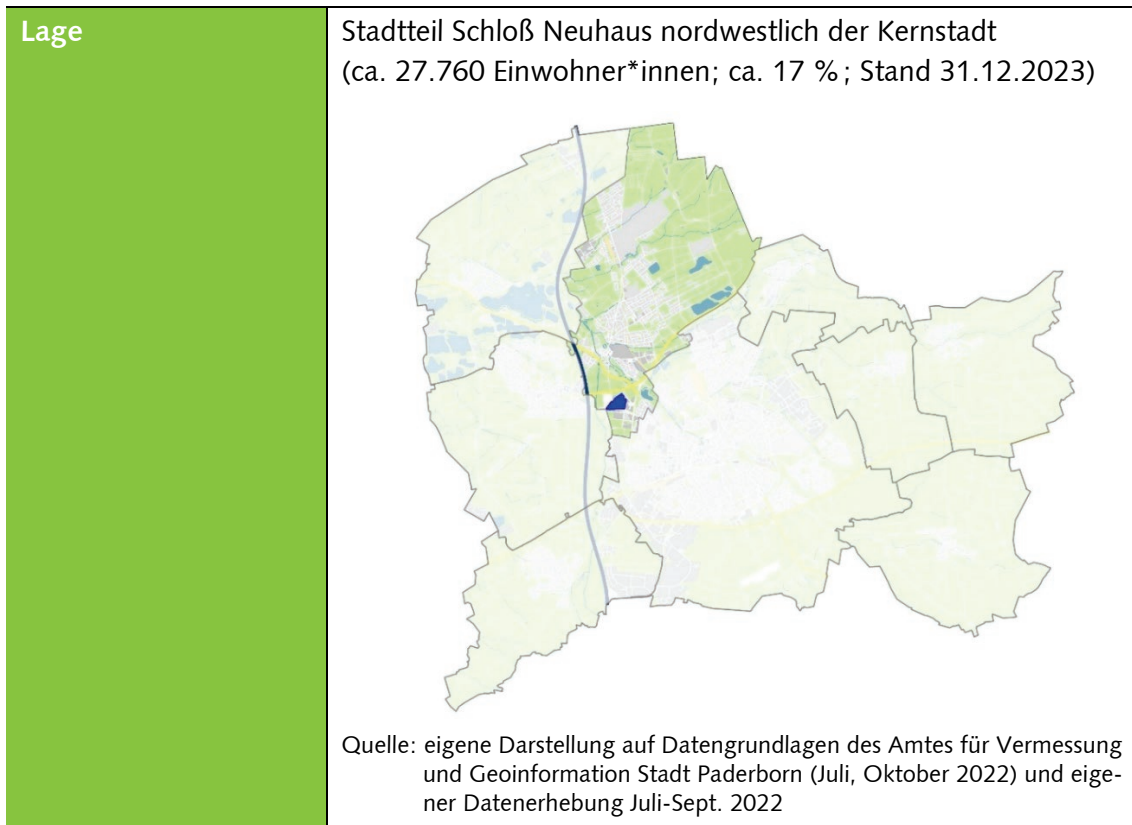 Lage
Stadtteil Schloß Neuhaus nordwestlich der Kernstadt
(ca. 27.760 Einwohner*innen; ca. 17 %; Stand 31.12.2023)
Quelle: eigene Darstellung auf Datengrundlagen des Amtes für Vermessung
und Geoinformation Stadt Paderborn (Juli, Oktober 2022) und eige-
ner Datenerhebung Juli-Sept. 2022